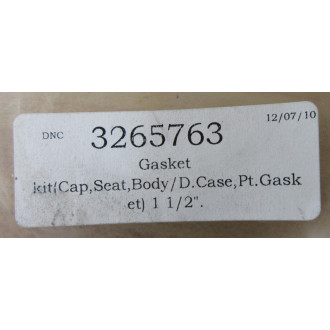 DNC 3265763 12/07/10
Gasket
kit(Cap,Seat,Body/D.Case,Pt.Gask
et) 1 1/2".